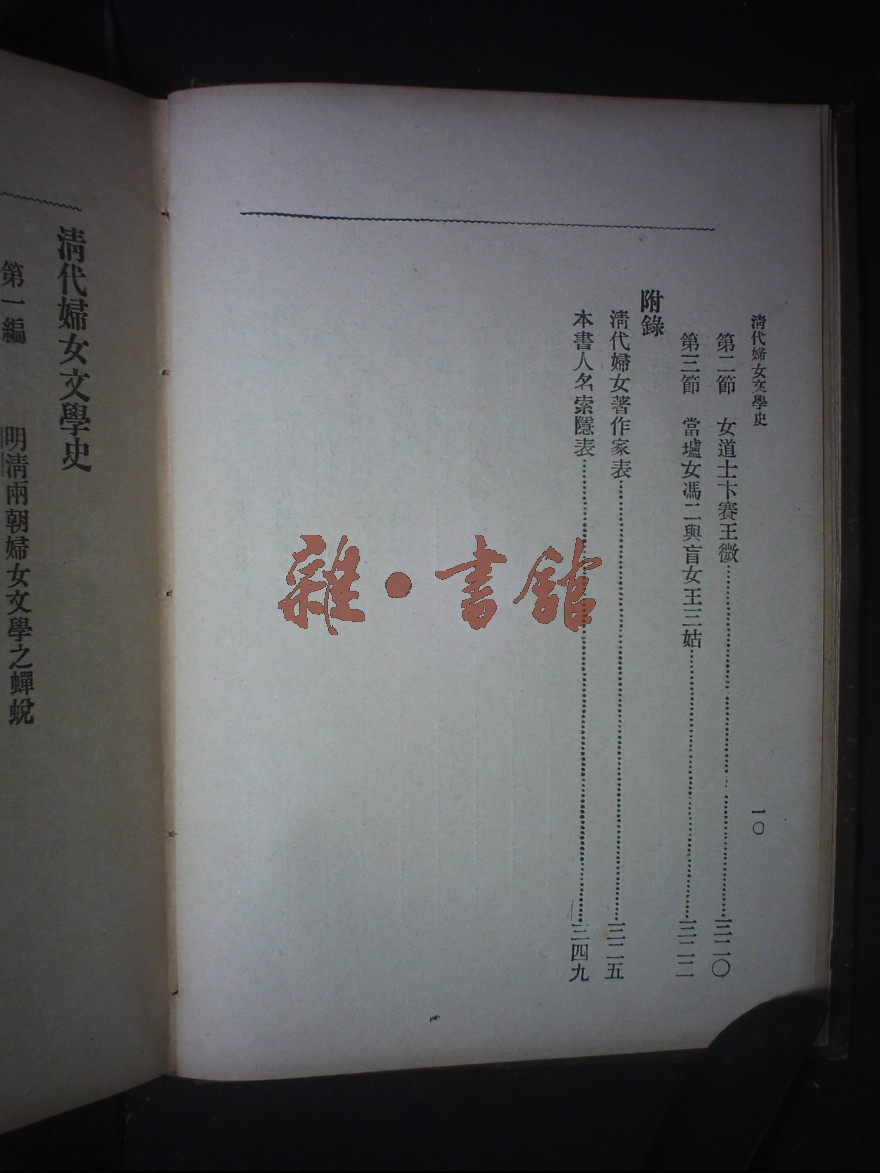 清代婦女文學史
一〇
第二節　女道士卞賽王微……三二〇
第三節　當壚女馮二與盲女王三姑……三二二
附錄
清代婦女著作家表……三二五
本書人名索隱表……三四九
雜·書館
清代婦女文學史
第一編　明清兩朝婦女文學之蟬蛻